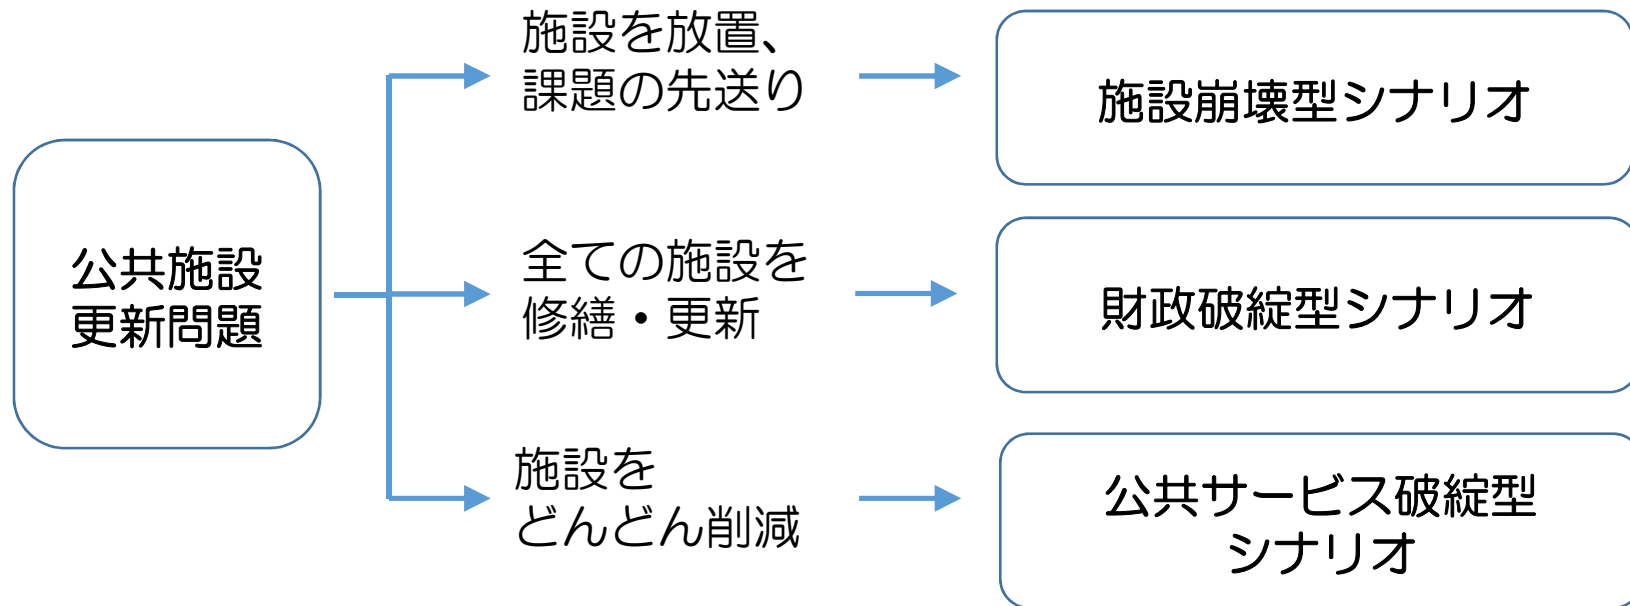 公共施設
更新問題
施設を放置、
課題の先送り
施設崩壊型シナリオ
全ての施設を
修繕・更新
財政破綻型シナリオ
施設を
どんどん削減
公共サービス破綻型
シナリオ